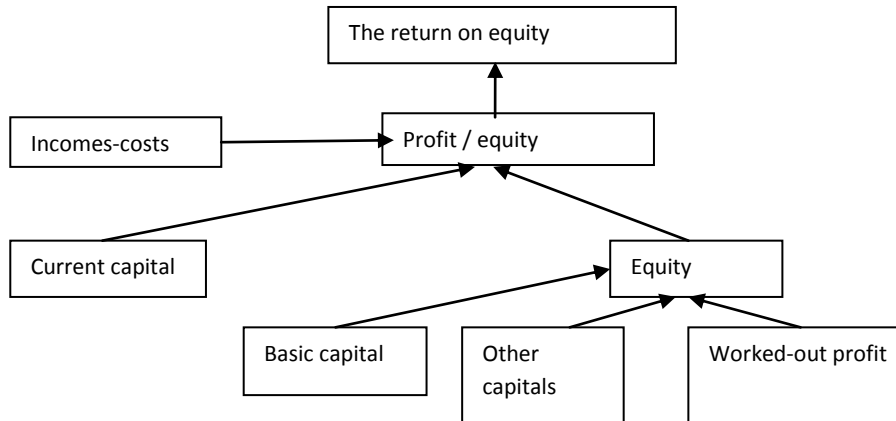 The return on equity
Incomes-costs
Profit / equity
Current capital
Equity
Basic capital
Other
capitals
Worked-out profit